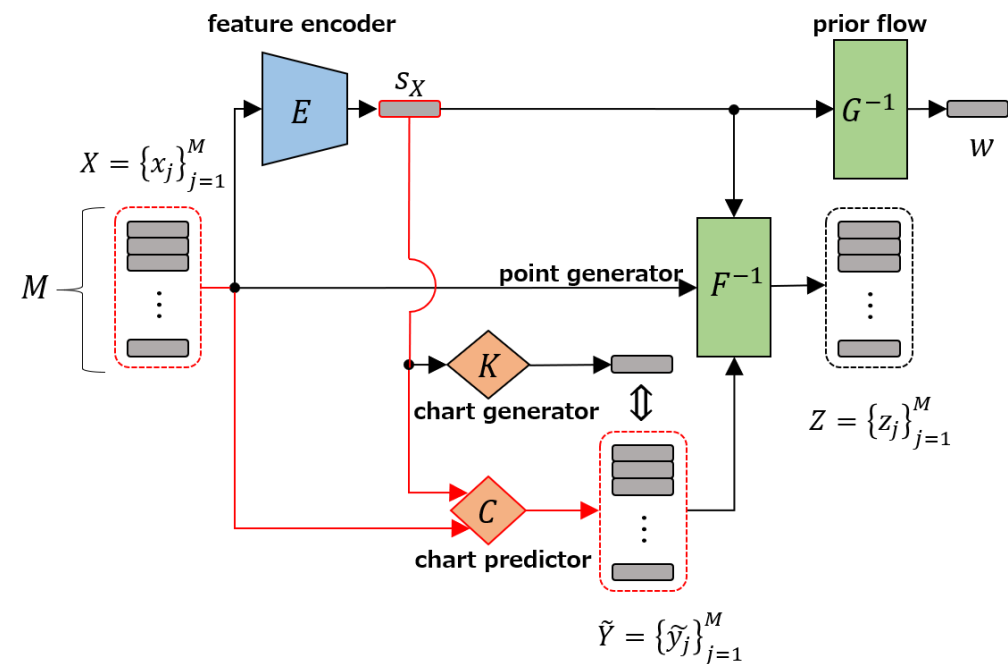 feature encoder
prior flow
E
s_X
G^{-1}
w
X = {x_j}_{j=1}^{M}
M
point generator
F^{-1}
K
chart generator
Z = {z_j}_{j=1}^{M}
C
chart predictor
Ỹ = {ỹ_j}_{j=1}^{M}